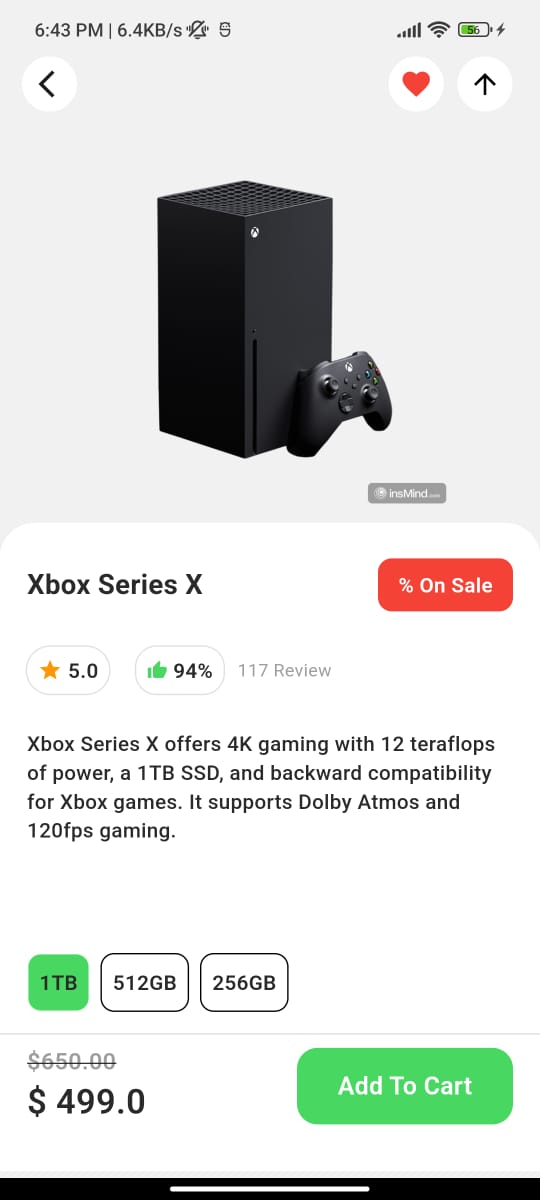 6:43 PM | 6.4KB/s
56
insMind.com
Xbox Series X
% On Sale
5.0
94%
117 Review
Xbox Series X offers 4K gaming with 12 teraflops
of power, a 1TB SSD, and backward compatibility
for Xbox games. It supports Dolby Atmos and
120fps gaming.
1TB
512GB
256GB
$650.00
$ 499.0
Add To Cart